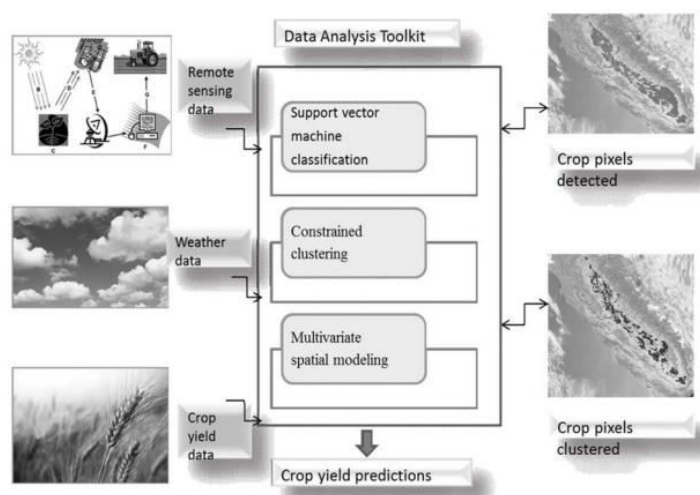 Data Analysis Toolkit
Remote
sensing
data
Weather
data
Crop
yield
data
Support vector
machine
classification
Constrained
clustering
Multivariate
spatial modeling
Crop pixels
detected
Crop pixels
clustered
Crop yield predictions